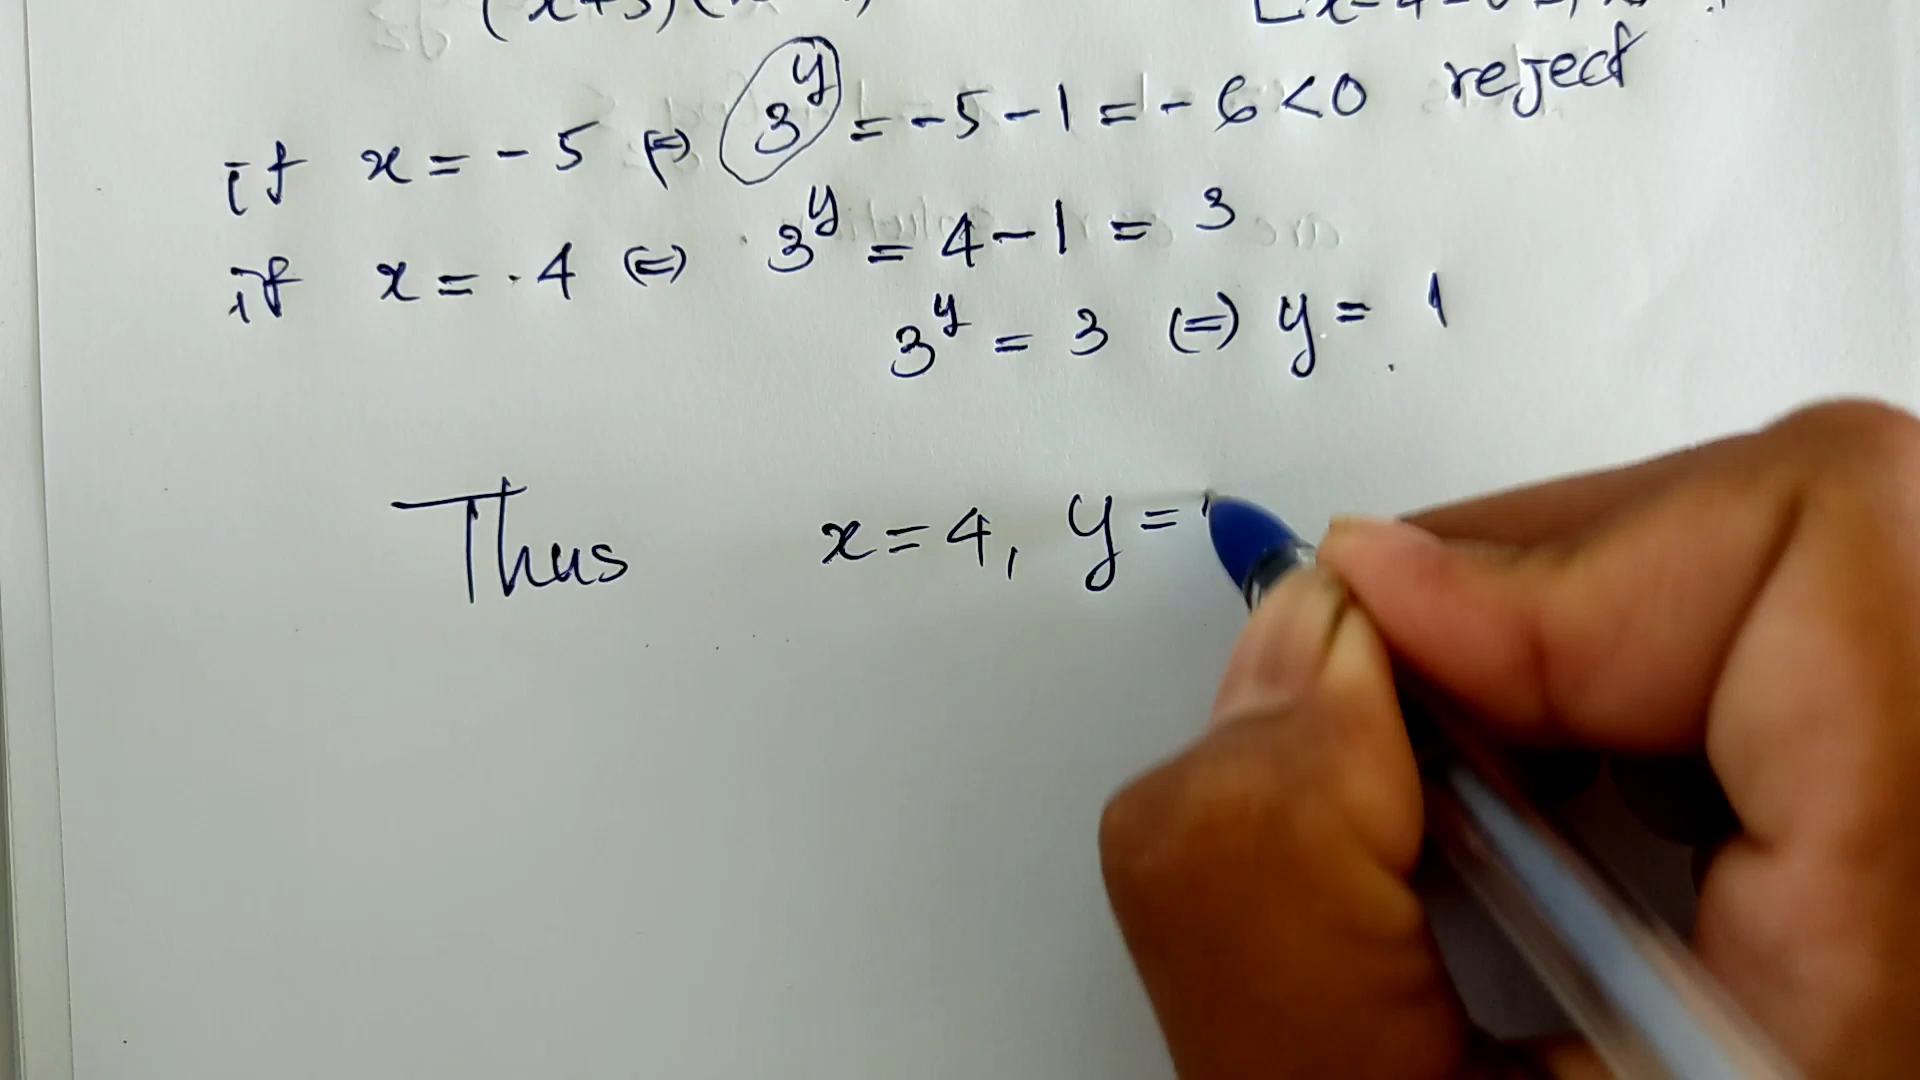 if x = - 5 (=) 3^y = - 5 - 1 = - 6 < 0 reject
if x = 4 (=) 3^y = 4 - 1 = 3
3^y = 3 (=) y = 1
Thus x = 4, y =